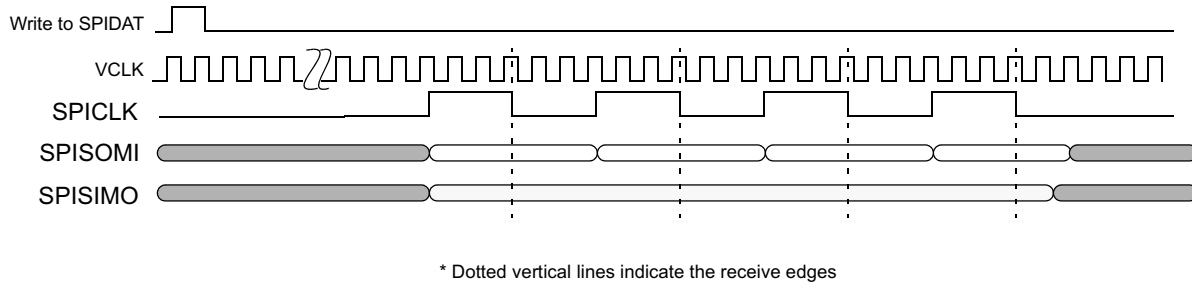 Write to SPIDAT
VCLK
SPICLK
SPISOMI
SPISIMO
* Dotted vertical lines indicate the receive edges